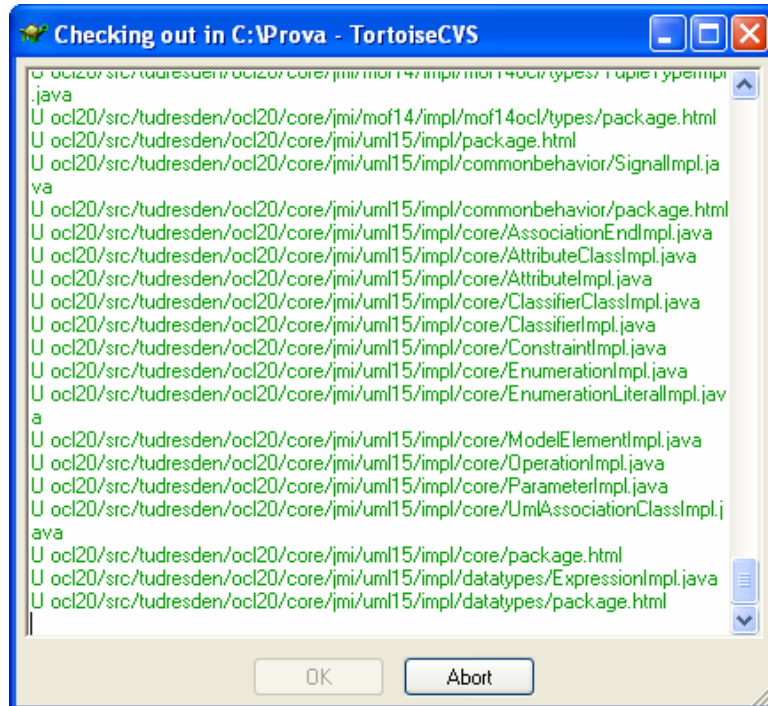 Checking out in C:\Prova - TortoiseCVS
U ocl20/src/tudresden/ocl20/core/jmi/mof14/impl/mof14ocl/types/TupleTypeImpl
.java
U ocl20/src/tudresden/ocl20/core/jmi/mof14/impl/mof14ocl/types/package.html
U ocl20/src/tudresden/ocl20/core/jmi/uml15/impl/package.html
U ocl20/src/tudresden/ocl20/core/jmi/uml15/impl/commonbehavior/SignalImpl.ja
va
U ocl20/src/tudresden/ocl20/core/jmi/uml15/impl/commonbehavior/package.html
U ocl20/src/tudresden/ocl20/core/jmi/uml15/impl/core/AssociationEndImpl.java
U ocl20/src/tudresden/ocl20/core/jmi/uml15/impl/core/AttributeClassImpl.java
U ocl20/src/tudresden/ocl20/core/jmi/uml15/impl/core/AttributeImpl.java
U ocl20/src/tudresden/ocl20/core/jmi/uml15/impl/core/ClassifierClassImpl.java
U ocl20/src/tudresden/ocl20/core/jmi/uml15/impl/core/ClassifierImpl.java
U ocl20/src/tudresden/ocl20/core/jmi/uml15/impl/core/ConstraintImpl.java
U ocl20/src/tudresden/ocl20/core/jmi/uml15/impl/core/EnumerationImpl.java
U ocl20/src/tudresden/ocl20/core/jmi/uml15/impl/core/EnumerationLiteralImpl.jav
a
U ocl20/src/tudresden/ocl20/core/jmi/uml15/impl/core/ModelElementImpl.java
U ocl20/src/tudresden/ocl20/core/jmi/uml15/impl/core/OperationImpl.java
U ocl20/src/tudresden/ocl20/core/jmi/uml15/impl/core/ParameterImpl.java
U ocl20/src/tudresden/ocl20/core/jmi/uml15/impl/core/UmlAssociationClassImpl.j
ava
U ocl20/src/tudresden/ocl20/core/jmi/uml15/impl/core/package.html
U ocl20/src/tudresden/ocl20/core/jmi/uml15/impl/datatypes/ExpressionImpl.java
U ocl20/src/tudresden/ocl20/core/jmi/uml15/impl/datatypes/package.html
OK
Abort